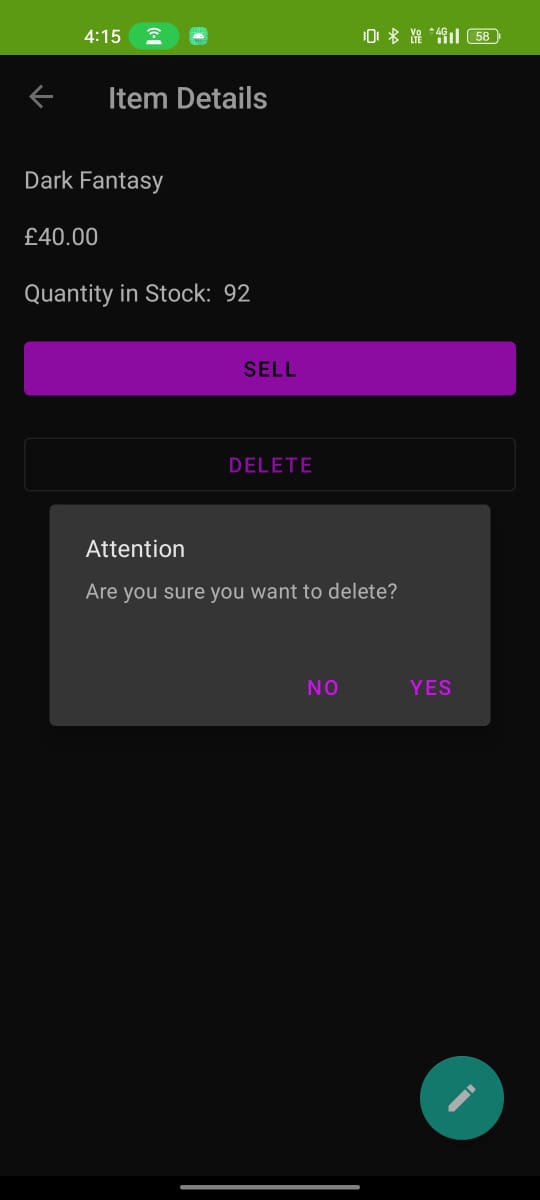 4:15 Vo LTE 4G 58
Item Details
Dark Fantasy
£40.00
Quantity in Stock: 92
SELL
DELETE
Attention
Are you sure you want to delete?
NO YES